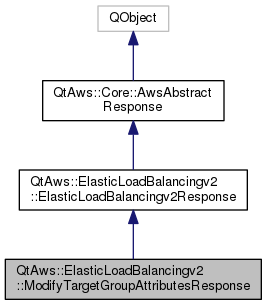 QObject
QtAws::Core::AwsAbstract
Response
QtAws::ElasticLoadBalancingv2
::ElasticLoadBalancingv2Response
QtAws::ElasticLoadBalancingv2
::ModifyTargetGroupAttributesResponse